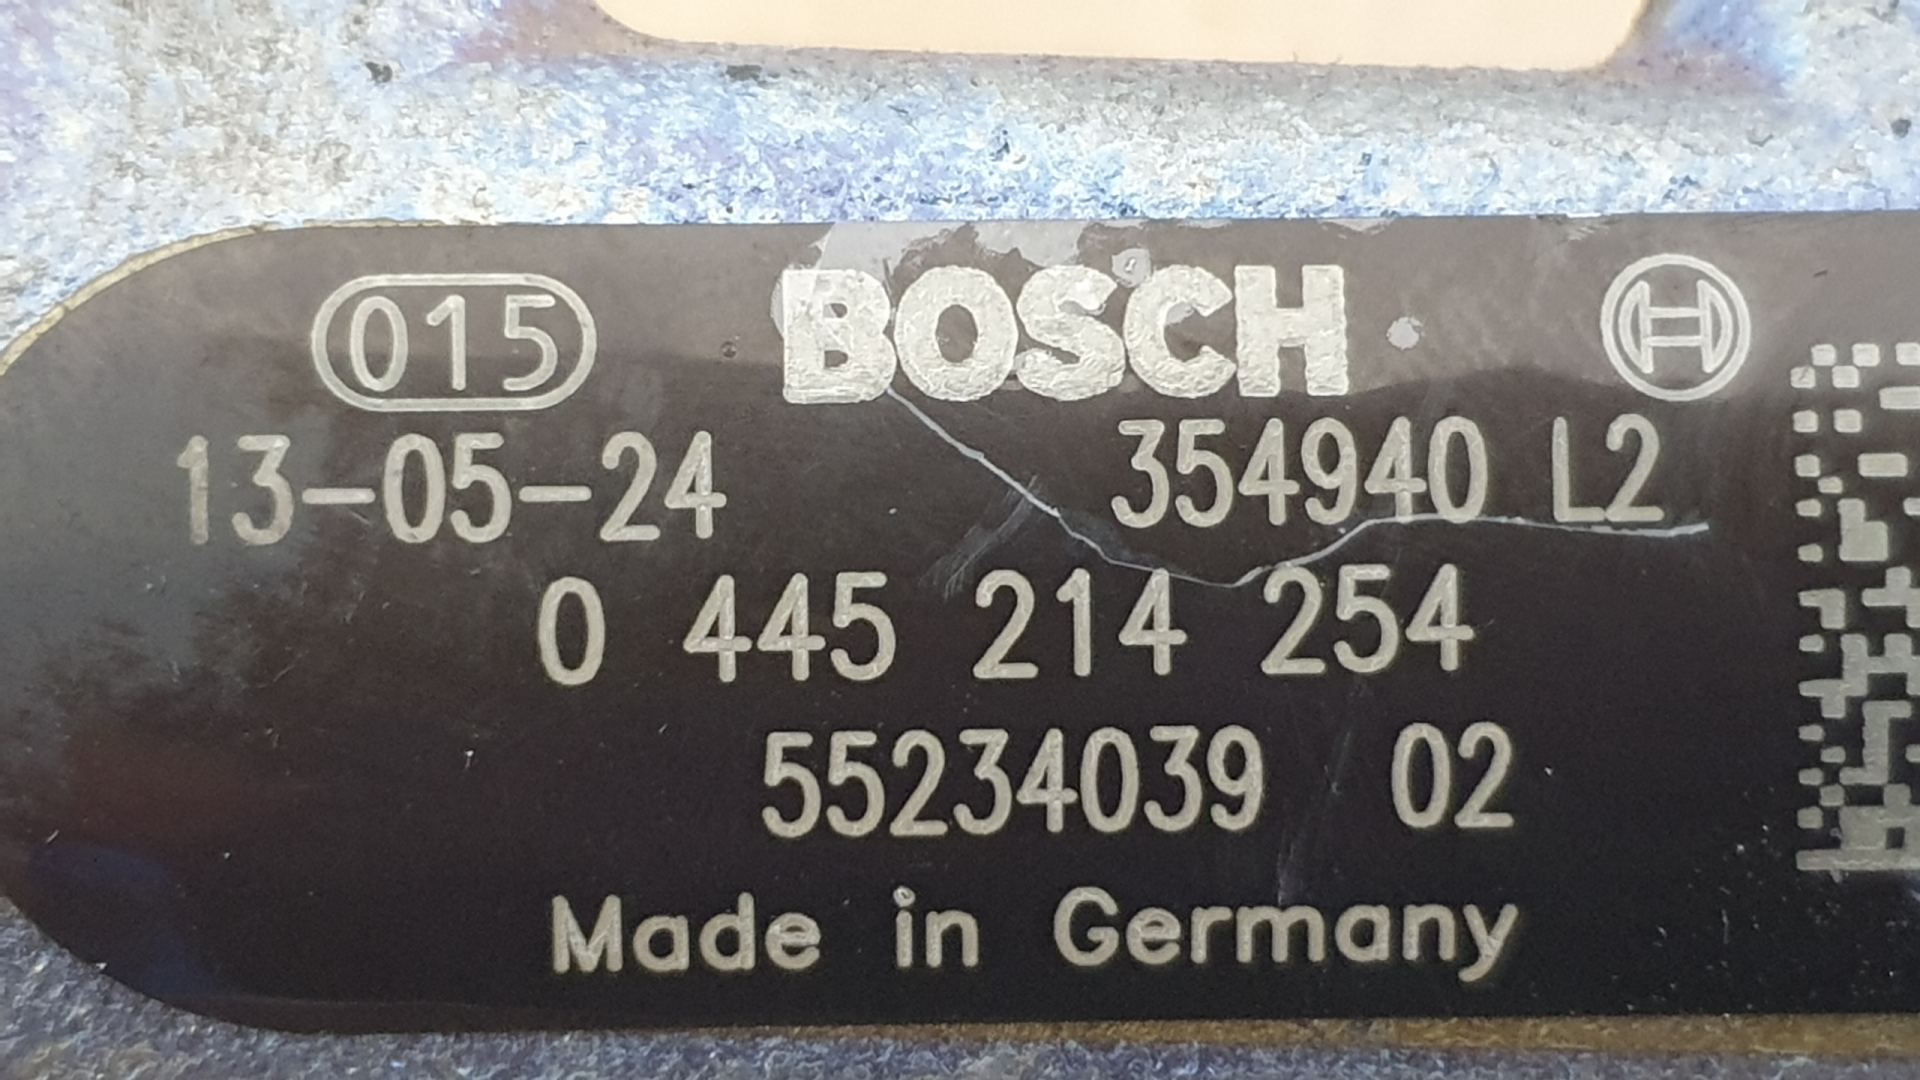 015 BOSCH
13-05-24 354940 L2
0 445 214 254
55234039 02
Made in Germany